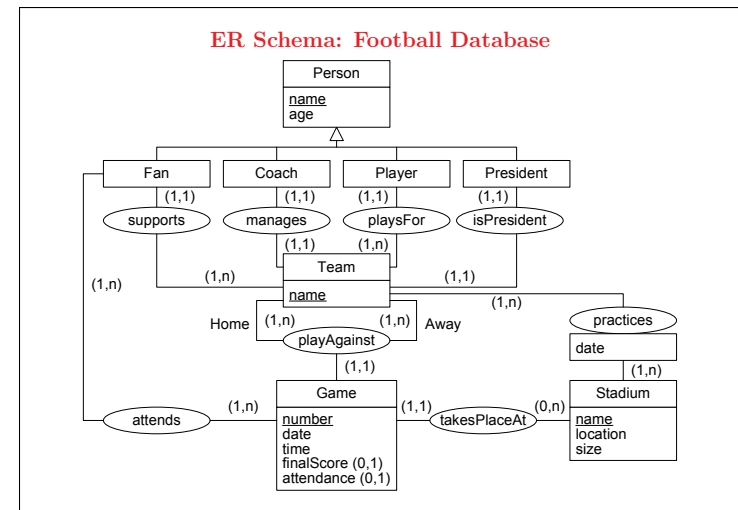 ER Schema: Football Database
Person
name
age
Fan
Coach
Player
President
(1,1)
(1,1)
(1,1)
(1,1)
supports
manages
playsFor
isPresident
(1,1)
(1,n)
Team
(1,n)
(1,n)
(1,1)
name
(1,n)
Home
(1,n)
(1,n)
Away
practices
playAgainst
date
(1,1)
(1,n)
Game
Stadium
attends
(1,n)
number
(1,1)
takesPlaceAt
(0,n)
name
date
location
time
size
finalScore (0,1)
attendance (0,1)